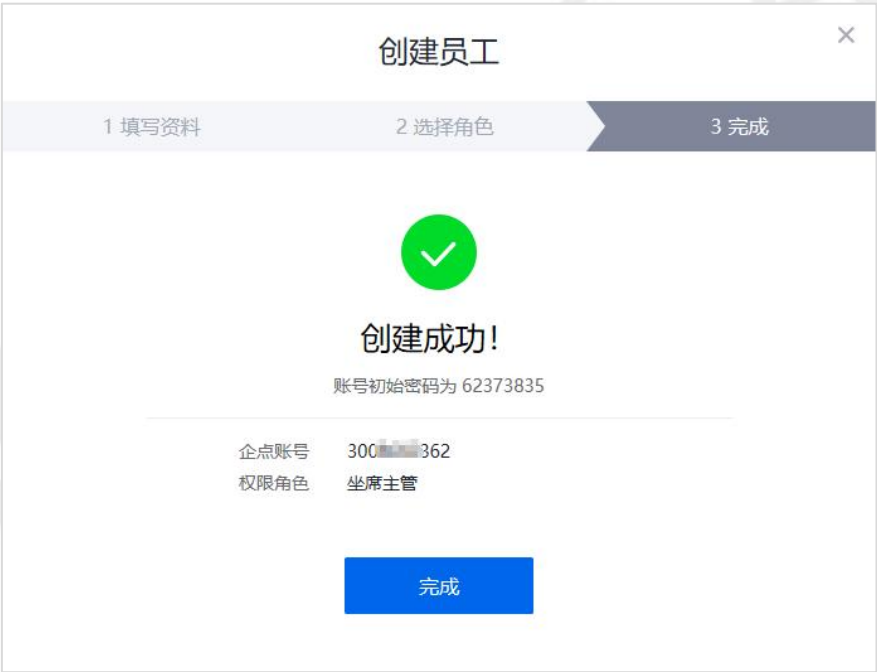 创建员工
1 填写资料
2 选择角色
3 完成
创建成功！
账号初始密码为 62373835
企点账号 300 362
权限角色 坐席主管
完成